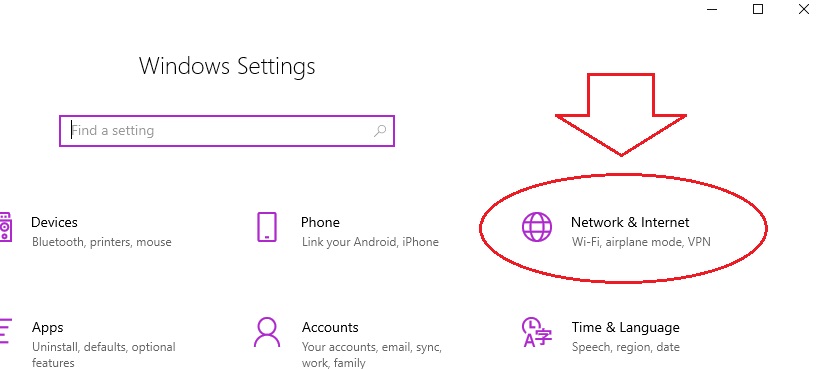 Windows Settings
Find a setting
Devices
Bluetooth, printers, mouse
Phone
Link your Android, iPhone
Network & Internet
Wi-Fi, airplane mode, VPN
Apps
Uninstall, defaults, optional
features
Accounts
Your accounts, email, sync,
work, family
Time & Language
Speech, region, date